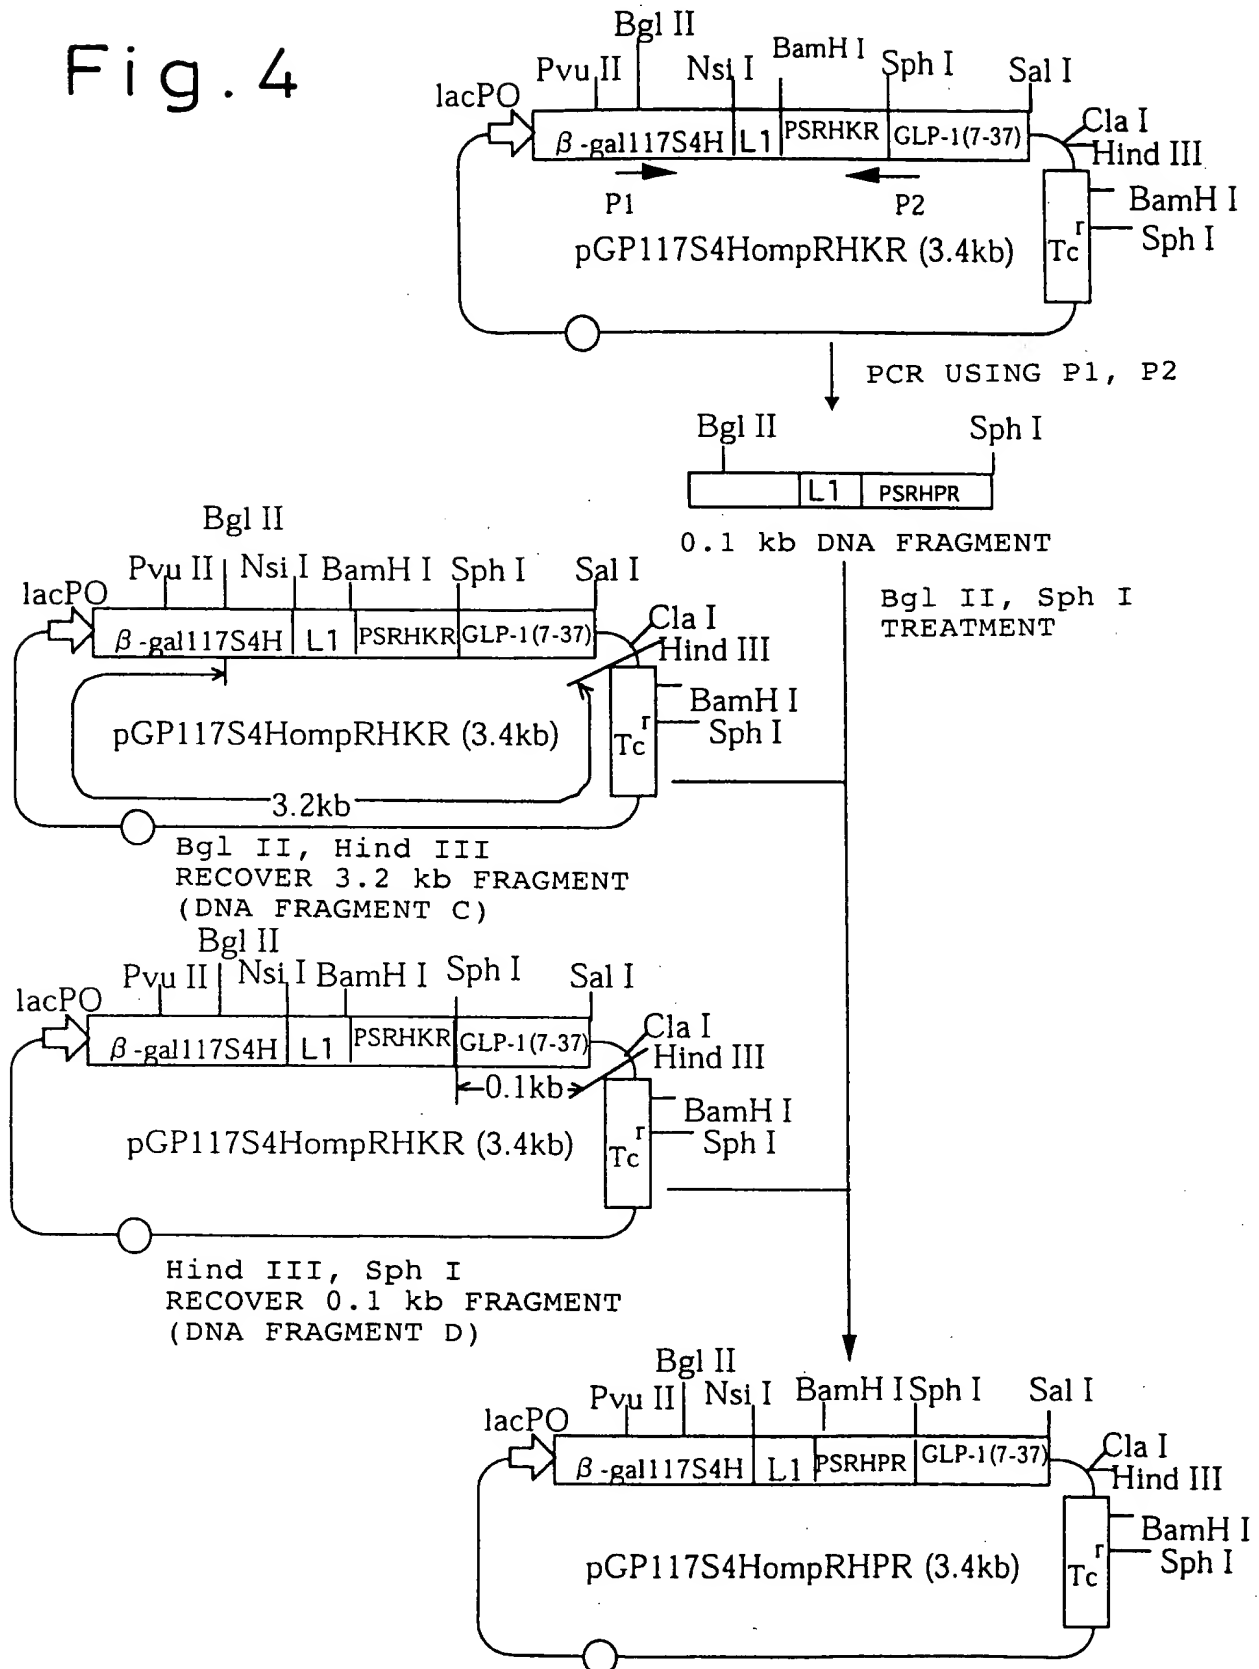 Fig. 4
Bgl II
Pvu II
Nsi I
BamH I
Sph I
Sal I
lacPO
β-gal117S4H
L1
PSRHKR
GLP-1(7-37)
Cla I
Hind III
P1
P2
BamH I
Sph I
Tc r
pGP117S4HompRHKR (3.4kb)
PCR USING P1, P2
Bgl II
Sph I
L1
PSRHPR
0.1 kb DNA FRAGMENT
Bgl II, Sph I
TREATMENT
Bgl II
Pvu II
Nsi I
BamH I
Sph I
Sal I
lacPO
β-gal117S4H
L1
PSRHKR
GLP-1(7-37)
Cla I
Hind III
BamH I
Sph I
Tc r
pGP117S4HompRHKR (3.4kb)
3.2kb
Bgl II, Hind III
RECOVER 3.2 kb FRAGMENT
(DNA FRAGMENT C)
Bgl II
Pvu II
Nsi I
BamH I
Sph I
Sal I
lacPO
β-gal117S4H
L1
PSRHKR
GLP-1(7-37)
Cla I
Hind III
0.1kb
BamH I
Sph I
Tc r
pGP117S4HompRHKR (3.4kb)
Hind III, Sph I
RECOVER 0.1 kb FRAGMENT
(DNA FRAGMENT D)
Bgl II
Pvu II
Nsi I
BamH I
Sph I
Sal I
lacPO
β-gal117S4H
L1
PSRHPR
GLP-1(7-37)
Cla I
Hind III
BamH I
Sph I
Tc r
pGP117S4HompRHPR (3.4kb)